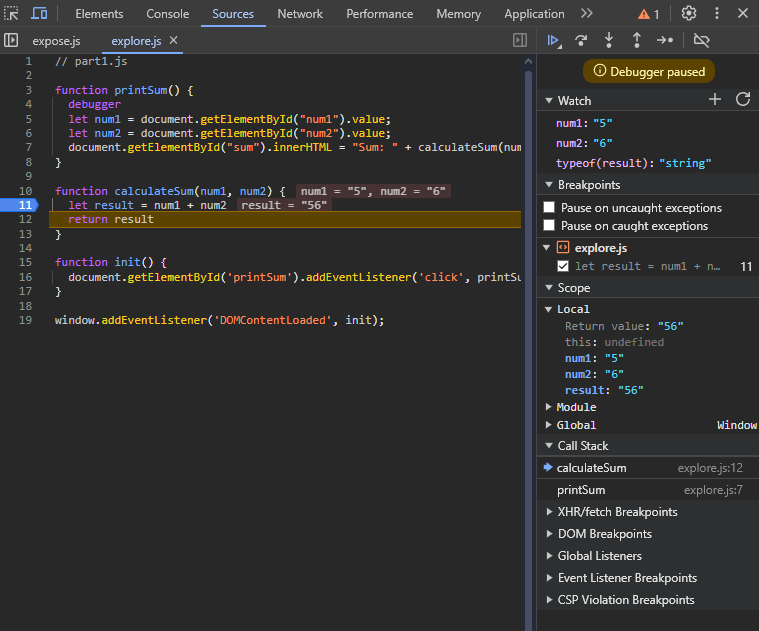 Elements Console Sources Network Performance Memory Application 1
expose.js explore.js
1 // part1.js
2
3 function printSum() {
4 debugger
5 let num1 = document.getElementById("num1").value;
6 let num2 = document.getElementById("num2").value;
7 document.getElementById("sum").innerHTML = "Sum: " + calculateSum(num
8 }
9
10 function calculateSum(num1, num2) { num1 = "5", num2 = "6"
11 let result = num1 + num2 result = "56"
12 return result
13 }
14
15 function init() {
16 document.getElementById('printSum').addEventListener('click', printSu
17 }
18
19 window.addEventListener('DOMContentLoaded', init);
Debugger paused
Watch
num1: "5"
num2: "6"
typeof(result): "string"
Breakpoints
Pause on uncaught exceptions
Pause on caught exceptions
explore.js
let result = num1 + n… 11
Scope
Local
Return value: "56"
this: undefined
num1: "5"
num2: "6"
result: "56"
Module
Global Window
Call Stack
calculateSum explore.js:12
printSum explore.js:7
XHR/fetch Breakpoints
DOM Breakpoints
Global Listeners
Event Listener Breakpoints
CSP Violation Breakpoints